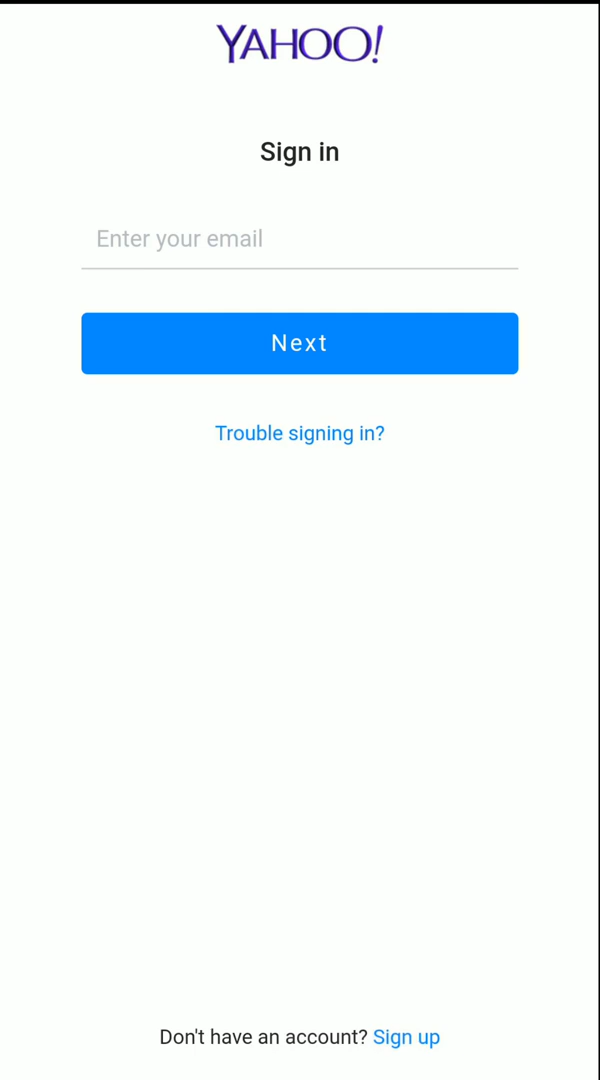 YAHOO!
Sign in
Enter your email
Next
Trouble signing in?
Don't have an account? Sign up